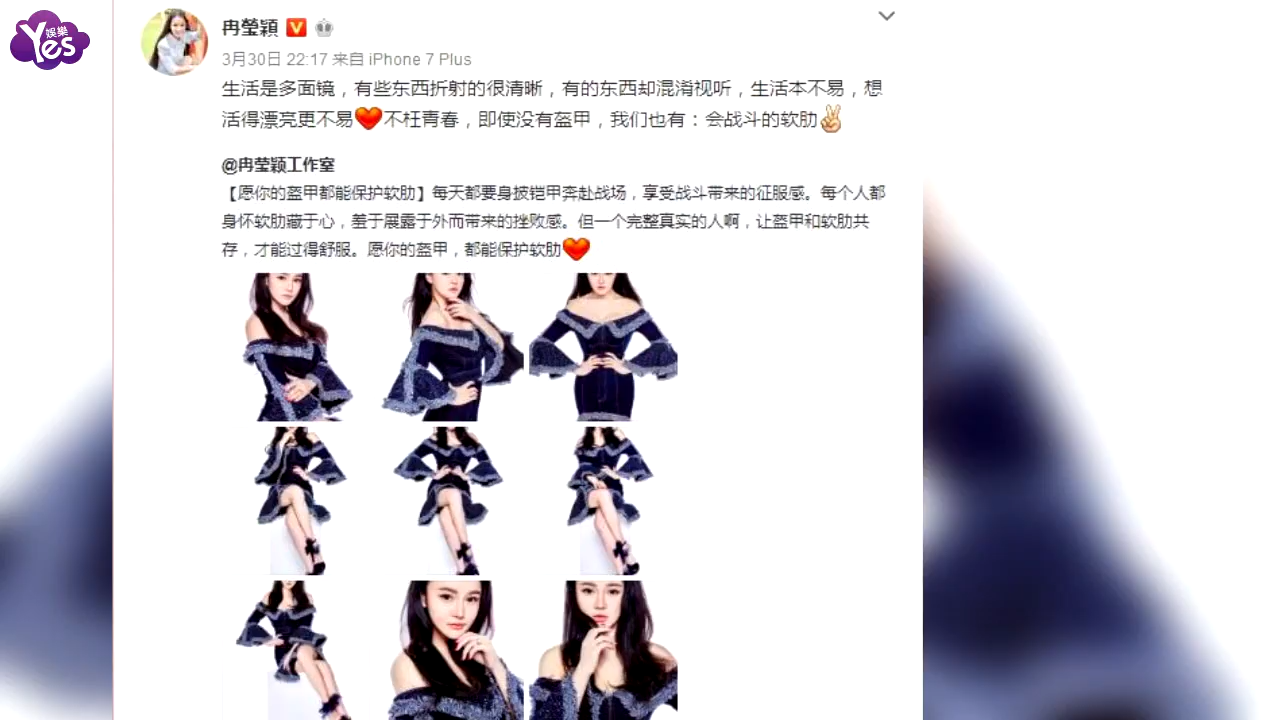 Yes
娛樂
冉瑩穎 V
3月30日 22:17 来自 iPhone 7 Plus
生活是多面镜，有些东西折射的很清晰，有的东西却混淆视听，生活本不易，想
活得漂亮更不易❤️不枉青春，即使没有盔甲，我们也有：会战斗的软肋✌️
@冉莹颖工作室
【愿你的盔甲都能保护软肋】每天都要身披铠甲奔赴战场，享受战斗带来的征服感。每个人都
身怀软肋藏于心，羞于展露于外而带来的挫败感。但一个完整真实的人啊，让盔甲和软肋共
存，才能过得舒服。愿你的盔甲，都能保护软肋❤️